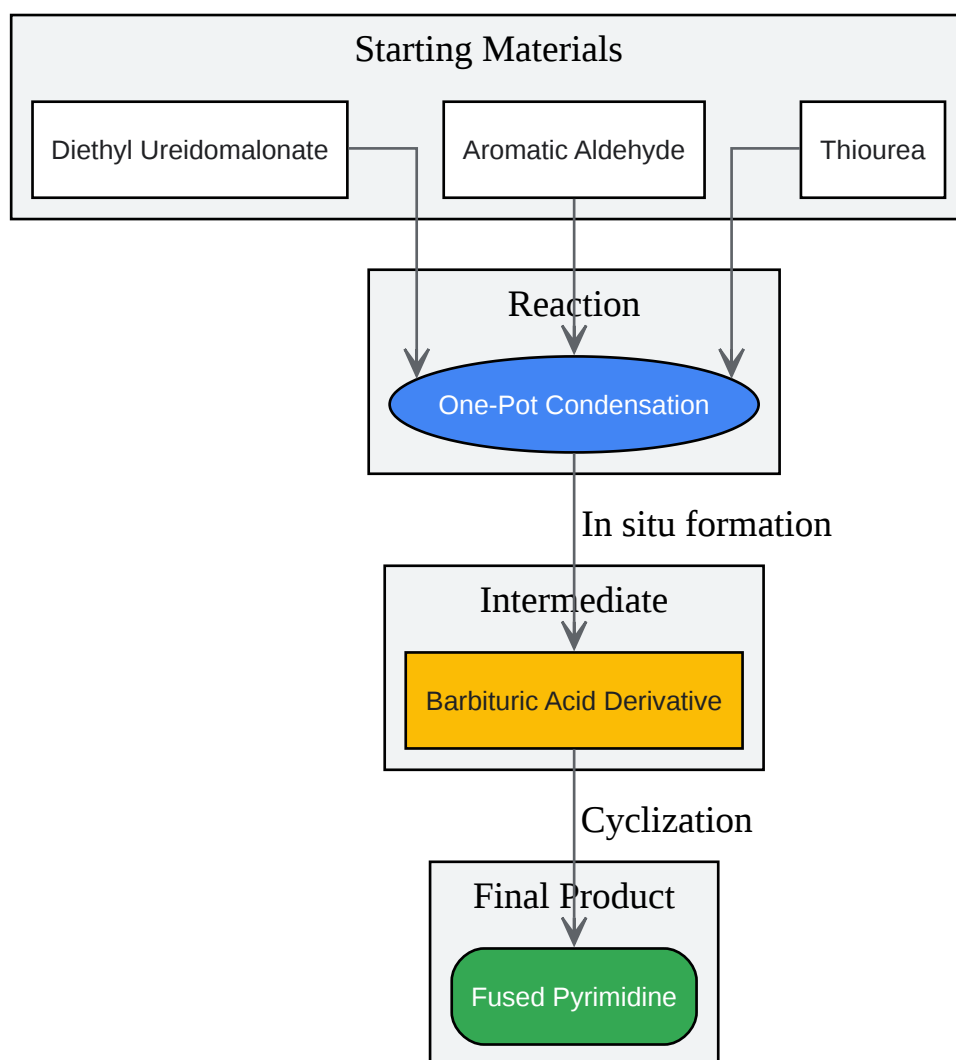 Starting Materials
Diethyl Ureidomalonate
Aromatic Aldehyde
Thiourea
Reaction
One-Pot Condensation
In situ formation
Intermediate
Barbituric Acid Derivative
Cyclization
Final Product
Fused Pyrimidine